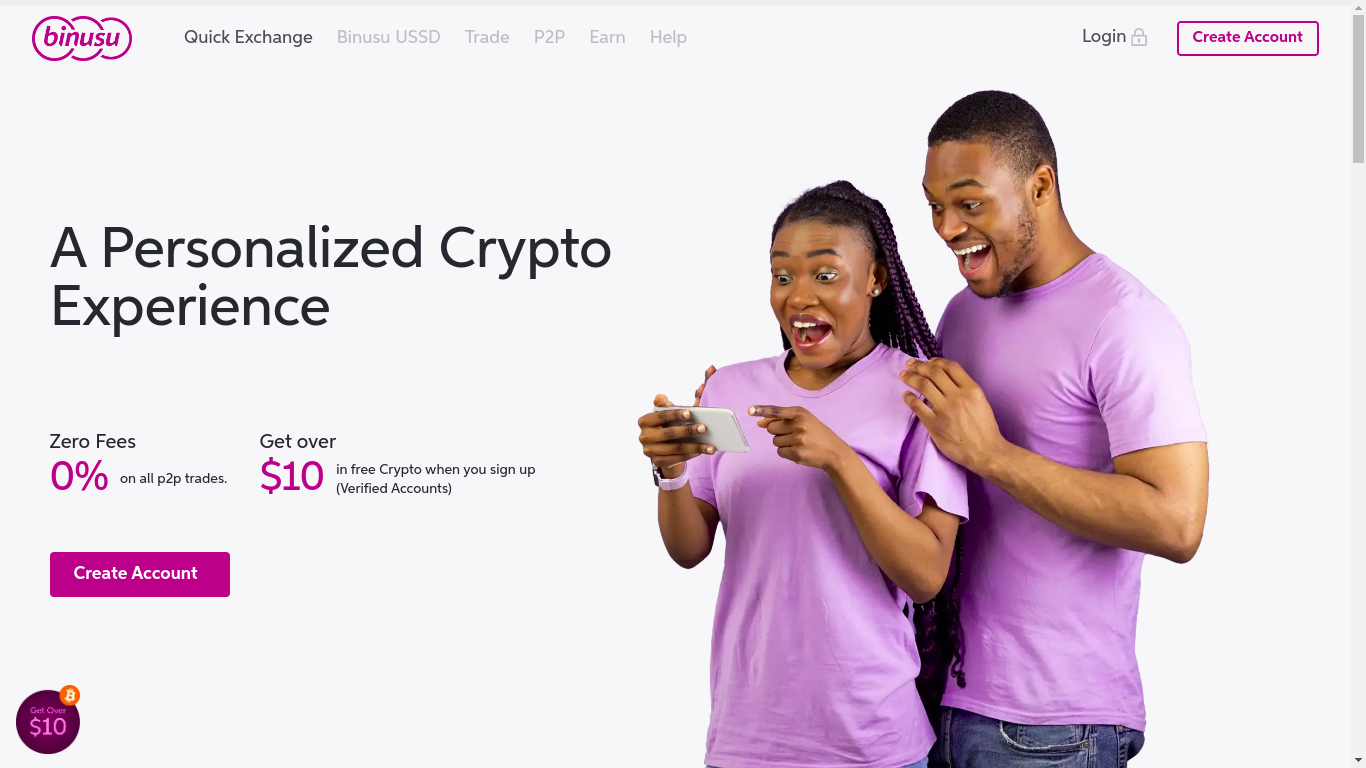 binusu
Quick Exchange
Binusu USSD
Trade
P2P
Earn
Help
Login
Create Account
A Personalized Crypto
Experience
Zero Fees
0% on all p2p trades.
Get over
$10 in free Crypto when you sign up
(Verified Accounts)
Create Account
Get Over
$10